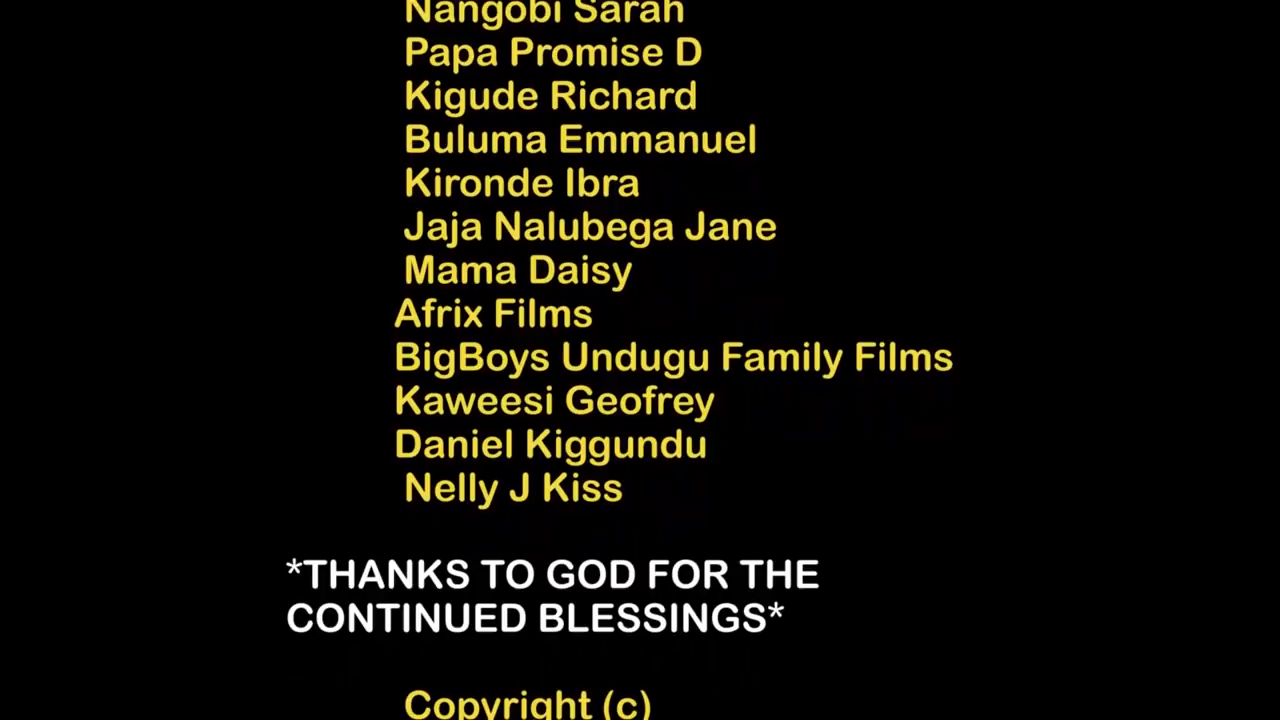 Nangobi Sarah
Papa Promise D
Kigude Richard
Buluma Emmanuel
Kironde Ibra
Jaja Nalubega Jane
Mama Daisy
Afrix Films
BigBoys Undugu Family Films
Kaweesi Geofrey
Daniel Kiggundu
Nelly J Kiss
*THANKS TO GOD FOR THE
CONTINUED BLESSINGS*
Copyright (c)